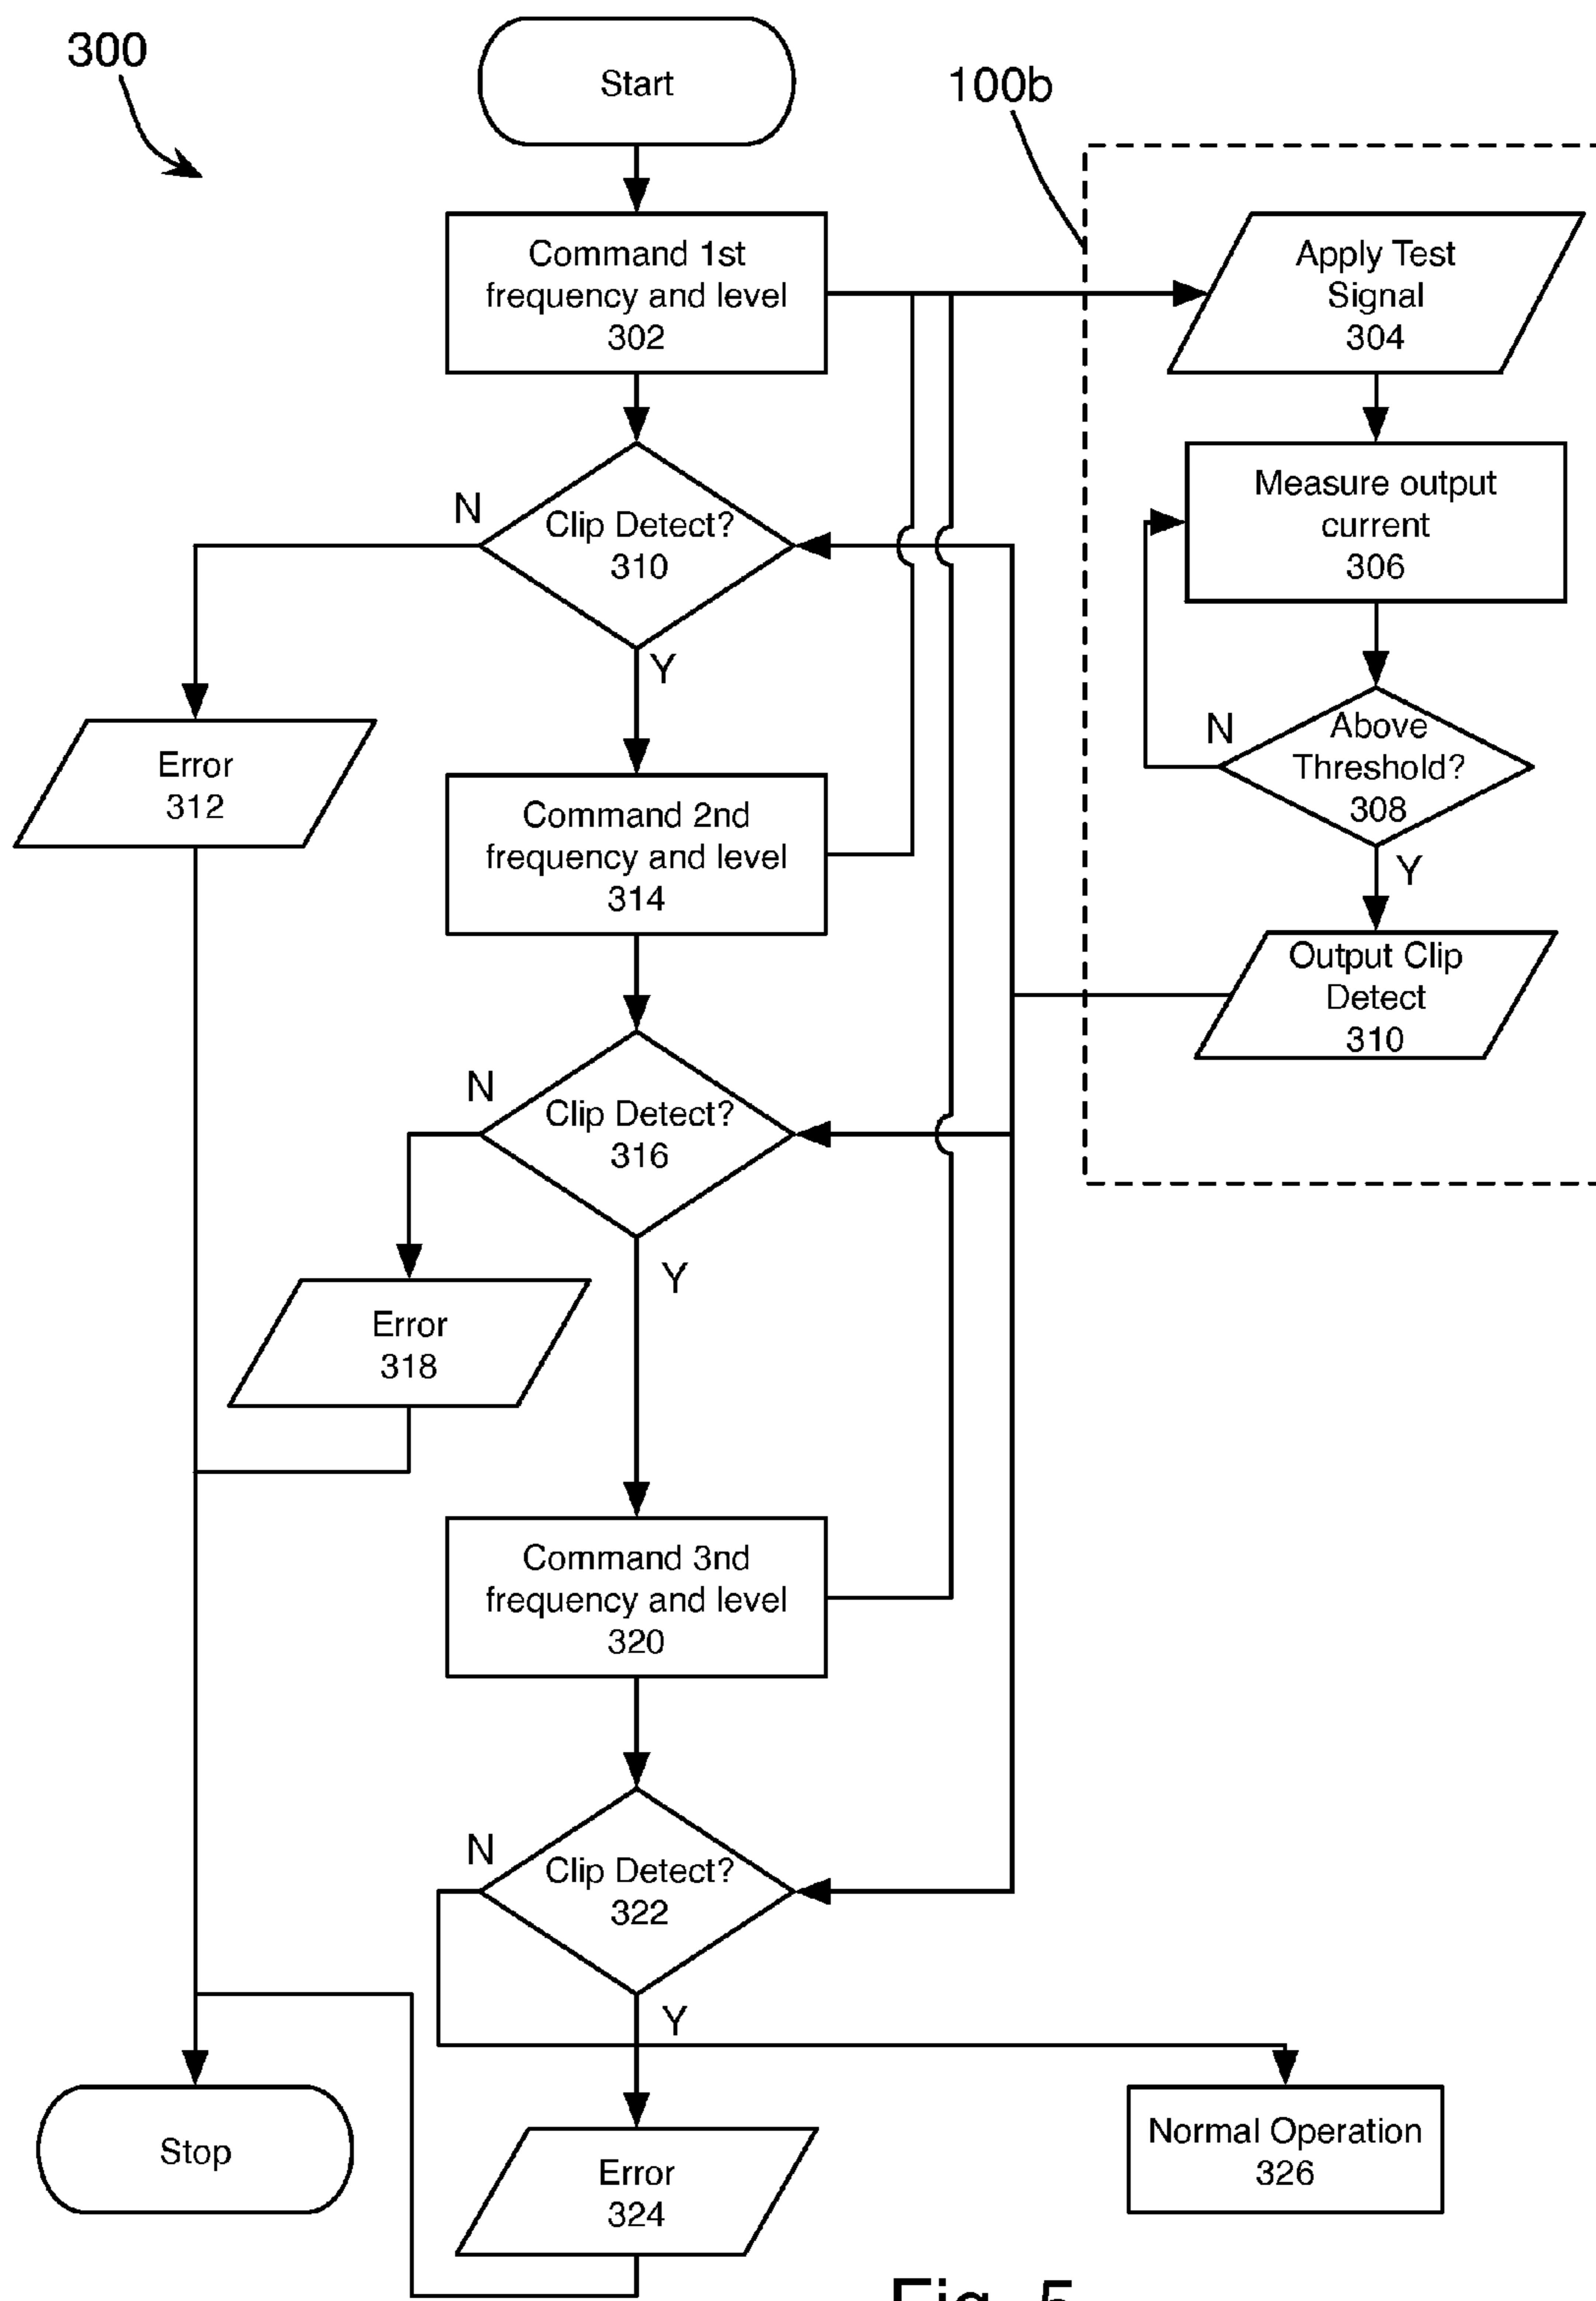 300
Start
100b
Command 1st
frequency and level
302
Apply Test
Signal
304
Measure output
current
306
N
Clip Detect?
310
Y
N
Above
Threshold?
308
Y
Error
312
Command 2nd
frequency and level
314
Output Clip
Detect
310
N
Clip Detect?
316
Y
Error
318
Command 3nd
frequency and level
320
N
Clip Detect?
322
Y
Stop
Error
324
Normal Operation
326
Fig. 5